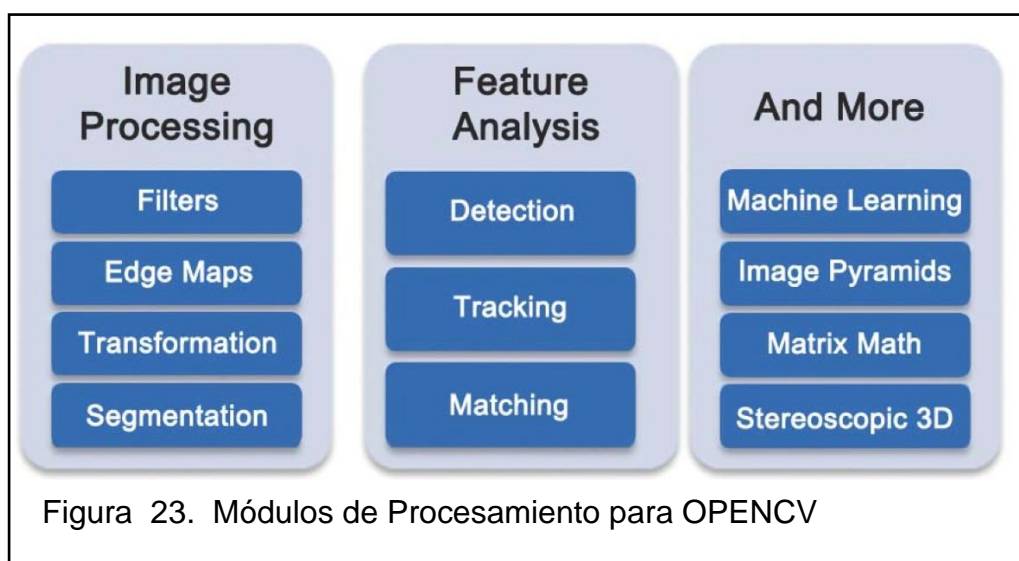 Image
Processing
Filters
Edge Maps
Transformation
Segmentation
Feature
Analysis
Detection
Tracking
Matching
And More
Machine Learning
Image Pyramids
Matrix Math
Stereoscopic 3D
Figura 23. Módulos de Procesamiento para OPENCV